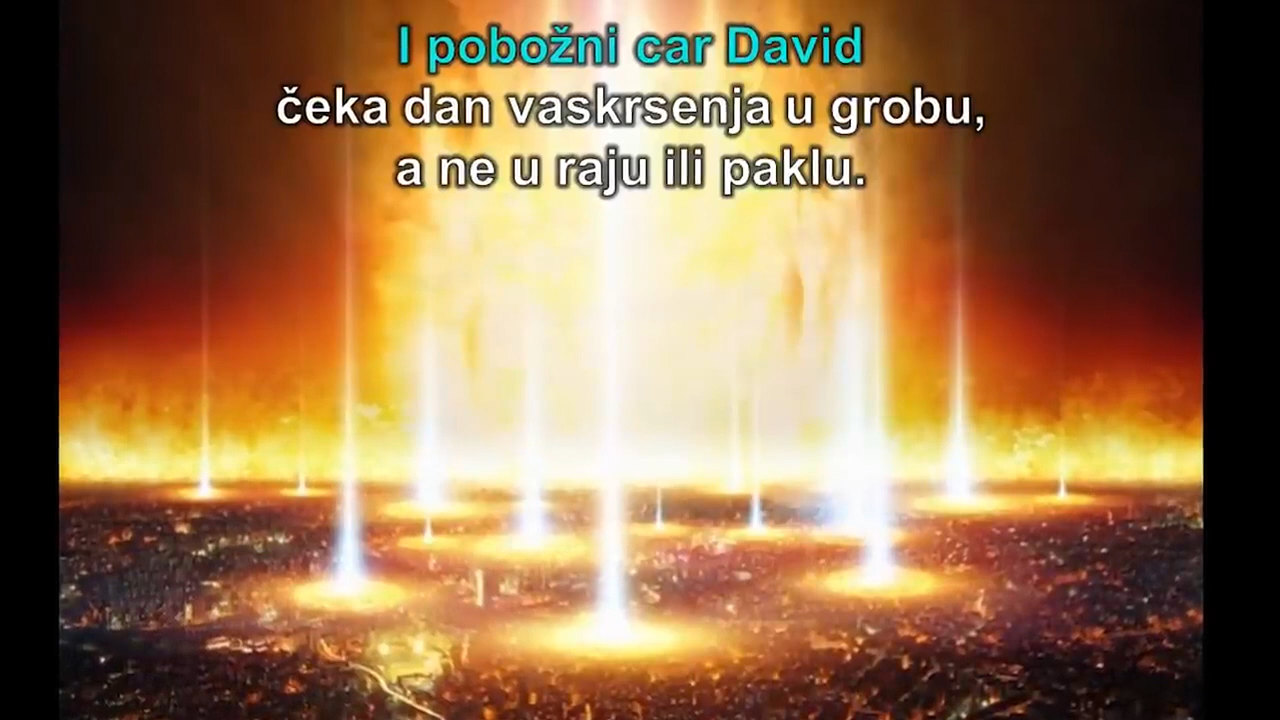 I pobožni car David
čeka dan vaskrsenja u grobu,
a ne u raju ili paklu.